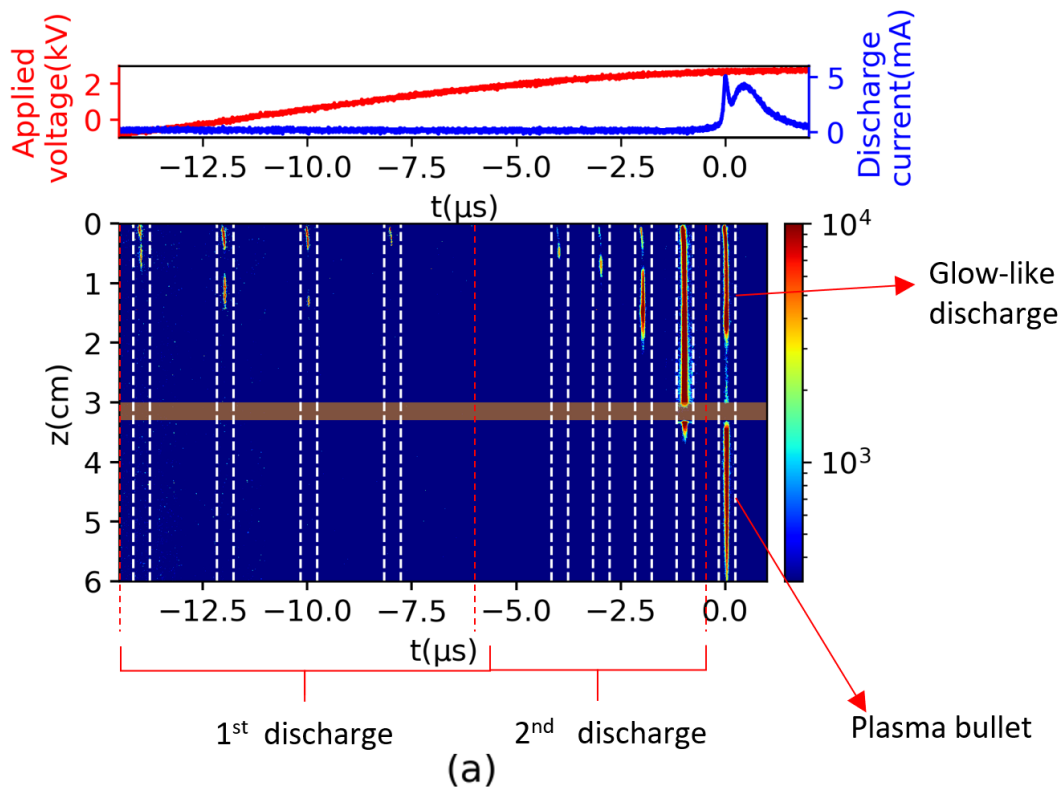 Applied
voltage(kV)
2
0
5
0
Discharge
current(mA)
−12.5 −10.0 −7.5 −5.0 −2.5 0.0
t(μs)
0
1
2
3
4
5
6
z(cm)
10⁴
10³
Glow-like
discharge
−12.5 −10.0 −7.5 −5.0 −2.5 0.0
t(μs)
1ˢᵗ discharge
2ⁿᵈ discharge
Plasma bullet
(a)